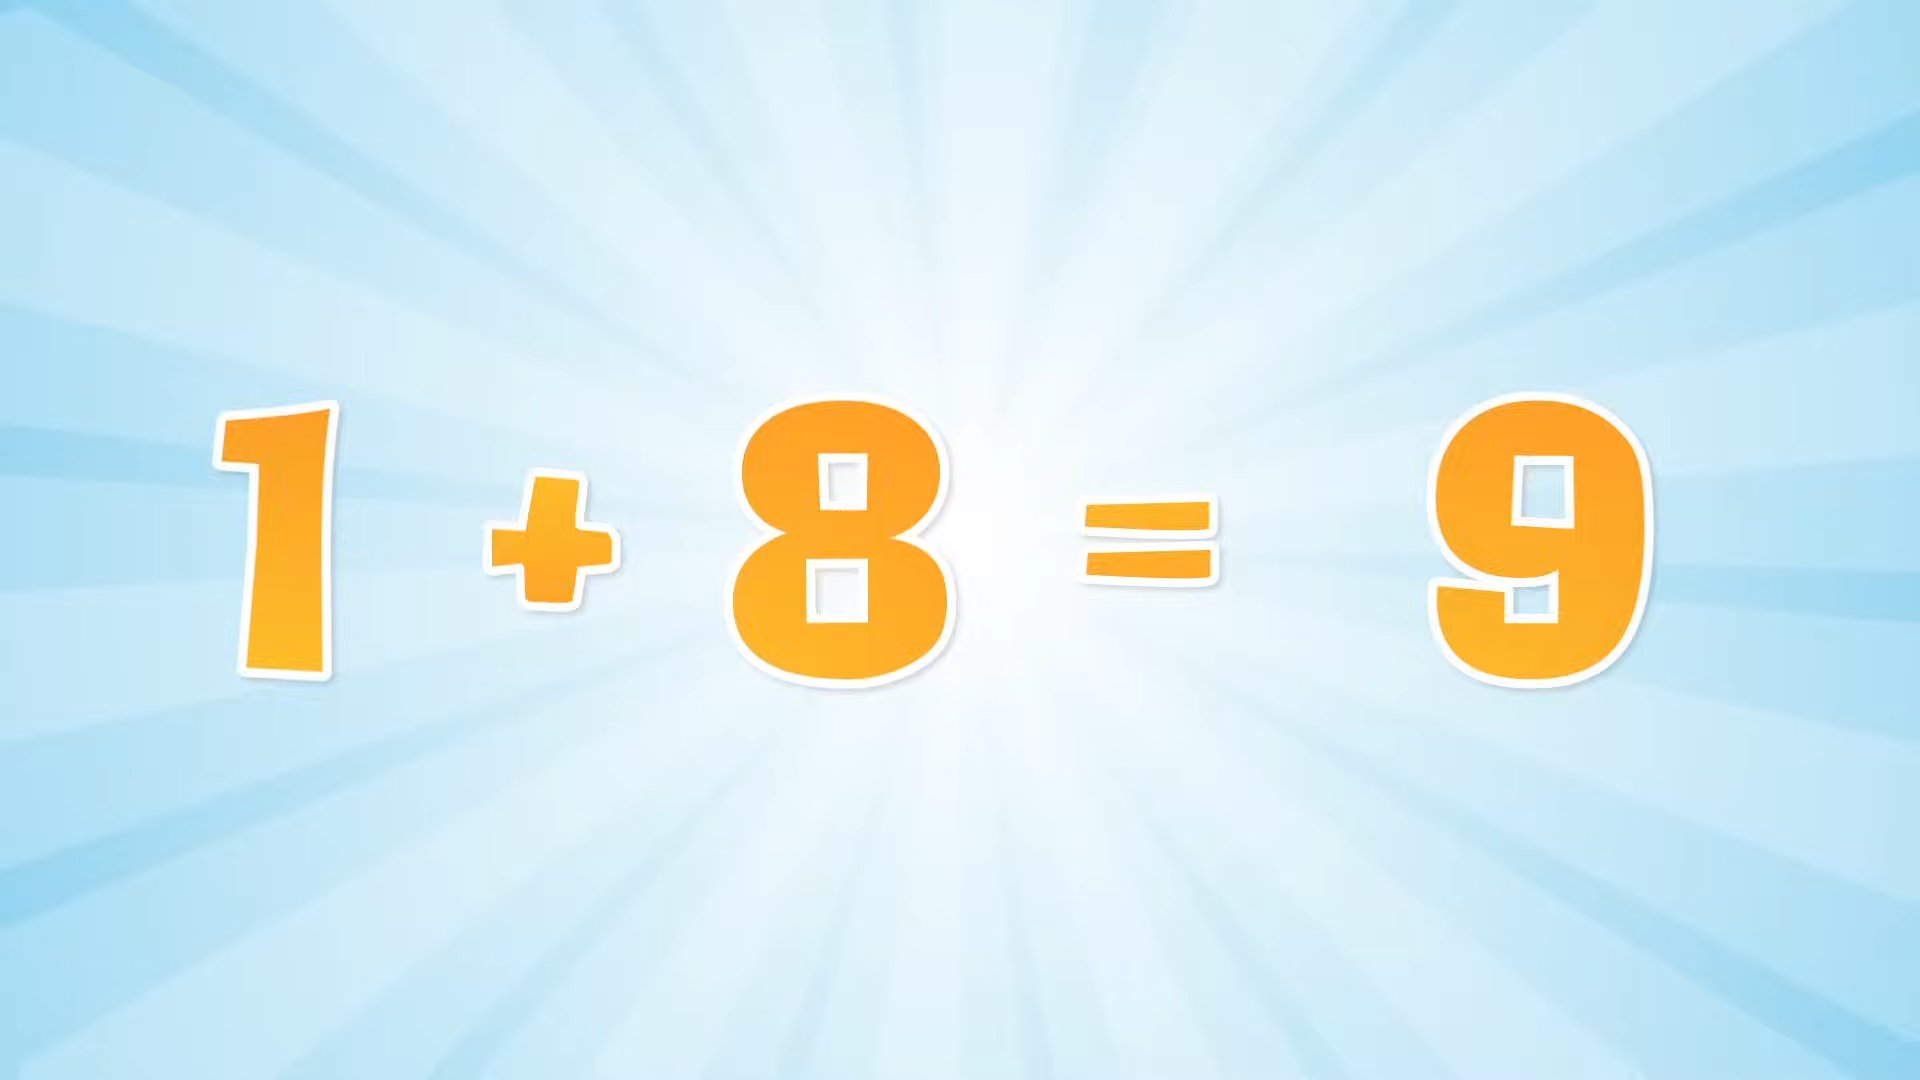 1 + 8 = 9